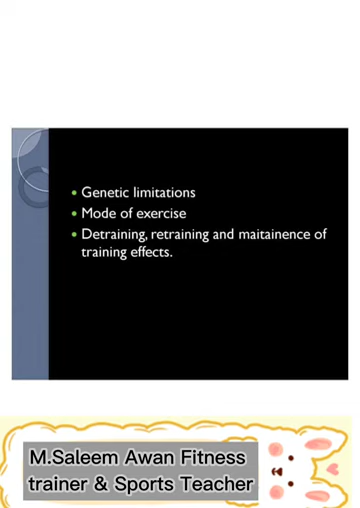 Genetic limitations
Mode of exercise
Detraining, retraining and maitainence of
training effects.
M.Saleem Awan Fitness
trainer & Sports Teacher